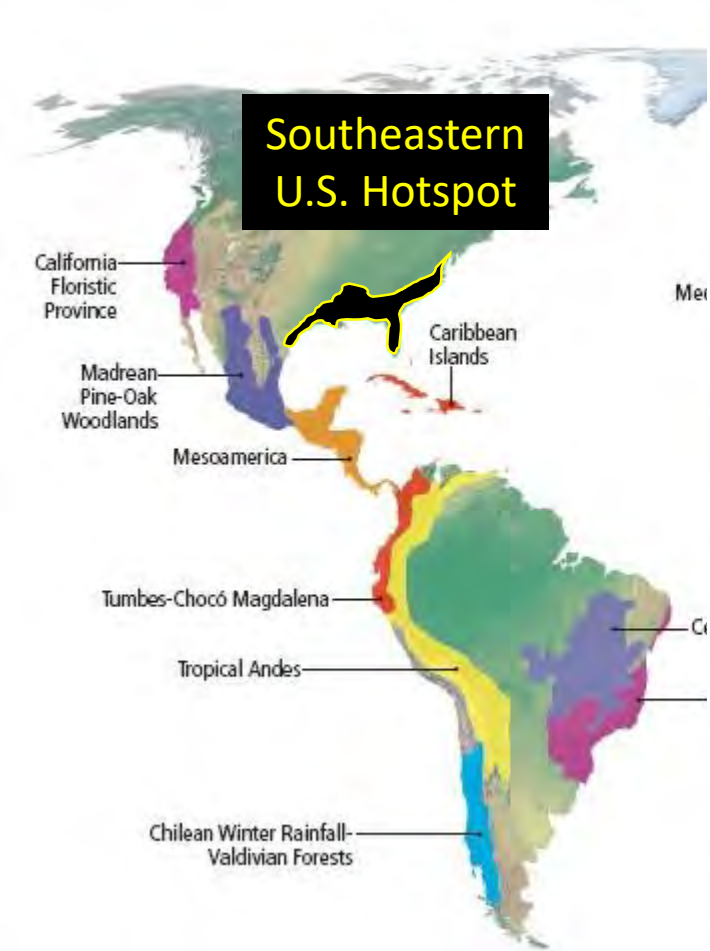 Southeastern
U.S. Hotspot
California
Floristic
Province
Caribbean
Islands
Madrean
Pine-Oak
Woodlands
Mesoamerica
Tumbes-Chocó Magdalena
Tropical Andes
Chilean Winter Rainfall-
Valdivian Forests